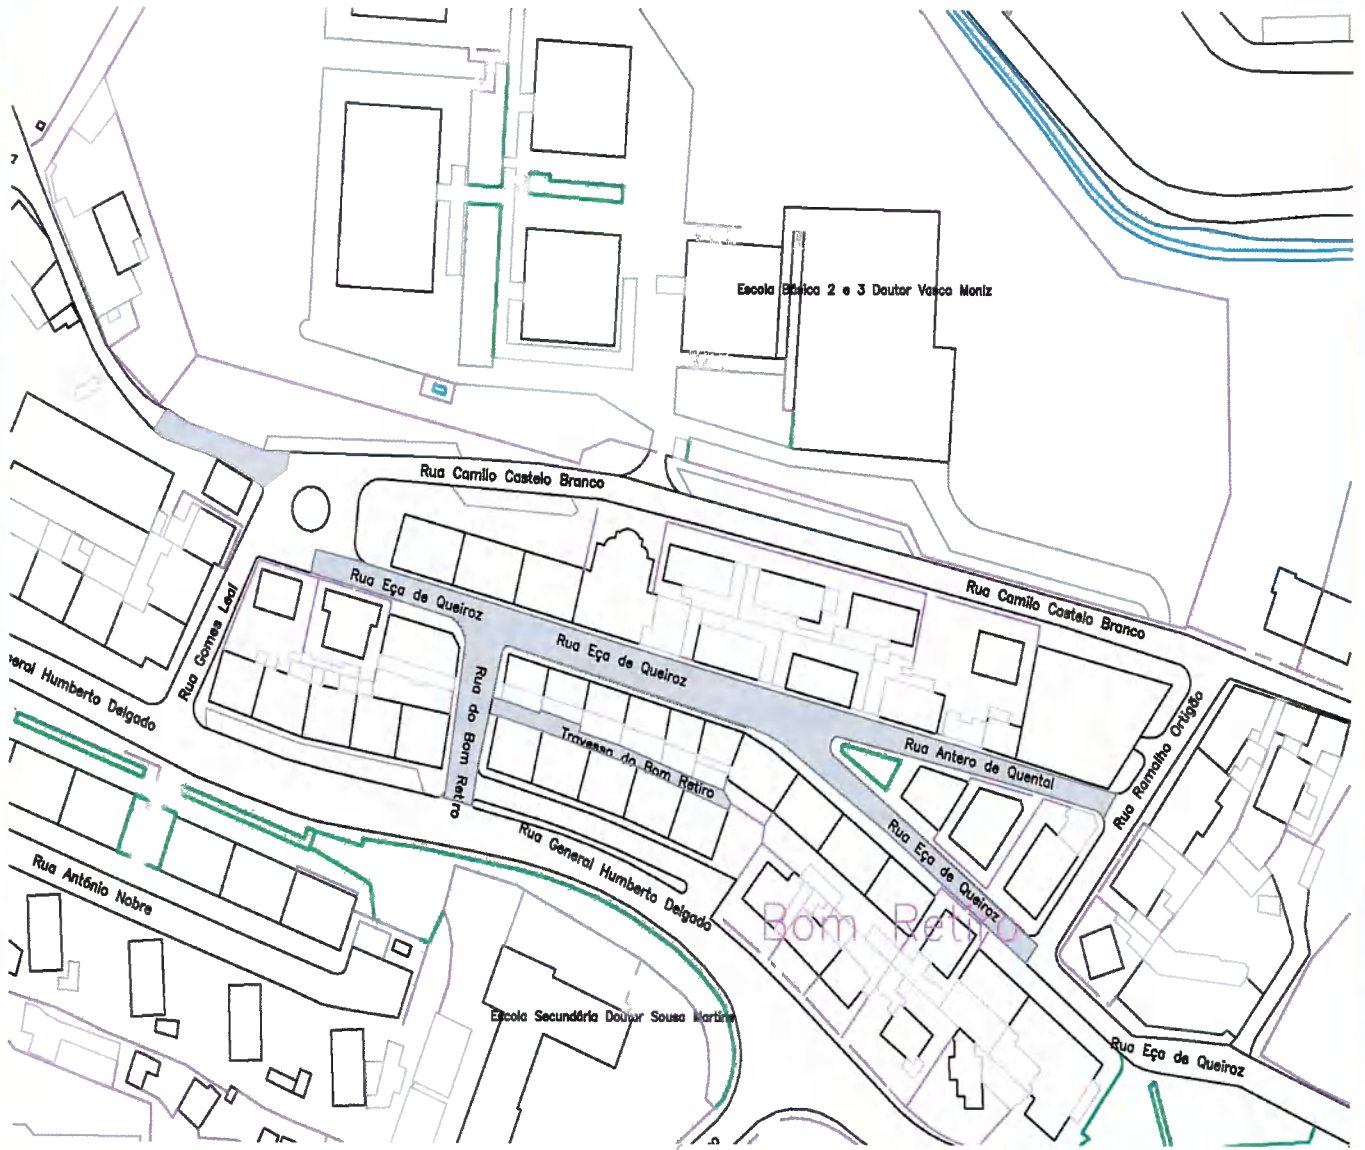 7
Escola Básica 2 e 3 Doutor Vasco Moniz
Rua Camilo Castelo Branco
Rua Camilo Castelo Branco
Rua Eça de Queiroz
Rua Eça de Queiroz
Rua Gomes Leal
Rua do Bom Retiro
eral Humberto Delgado
Travessa do Bom Retiro
Rua Antero de Quental
Rua Ramalho Ortigão
Rua General Humberto Delgado
Rua Eça de Queiroz
Rua António Nobre
Bom Retiro
Escola Secundária Doutor Sousa Martins
Rua Eça de Queiroz